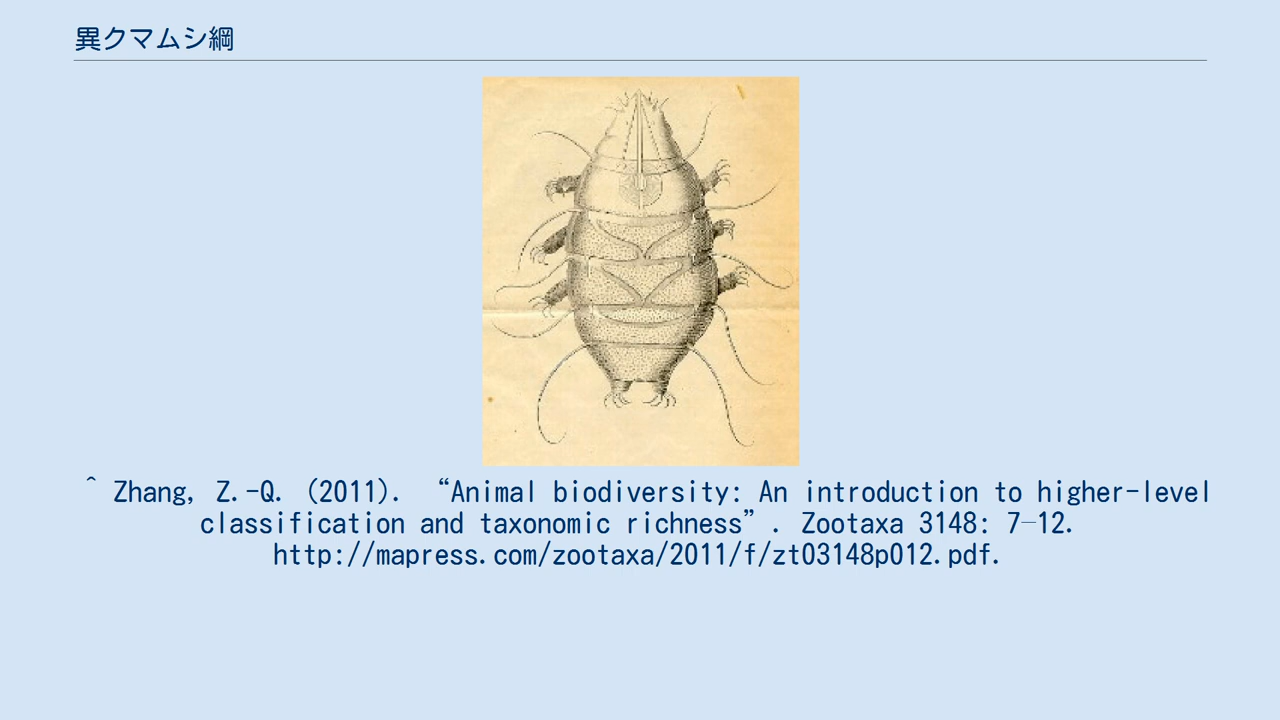 異クマムシ綱
^ Zhang, Z.-Q. (2011). “Animal biodiversity: An introduction to higher-level
classification and taxonomic richness”. Zootaxa 3148: 7–12.
http://mapress.com/zootaxa/2011/f/zt03148p012.pdf.